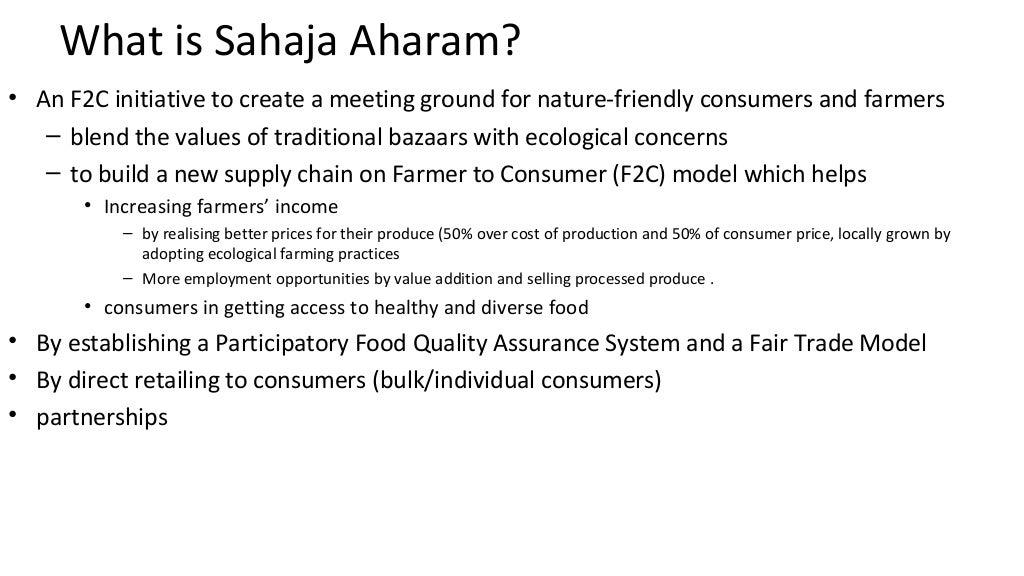 What is Sahaja Aharam?
• An F2C initiative to create a meeting ground for nature-friendly consumers and farmers
– blend the values of traditional bazaars with ecological concerns
– to build a new supply chain on Farmer to Consumer (F2C) model which helps
• Increasing farmers’ income
– by realising better prices for their produce (50% over cost of production and 50% of consumer price, locally grown by
adopting ecological farming practices
– More employment opportunities by value addition and selling processed produce .
• consumers in getting access to healthy and diverse food
• By establishing a Participatory Food Quality Assurance System and a Fair Trade Model
• By direct retailing to consumers (bulk/individual consumers)
• partnerships